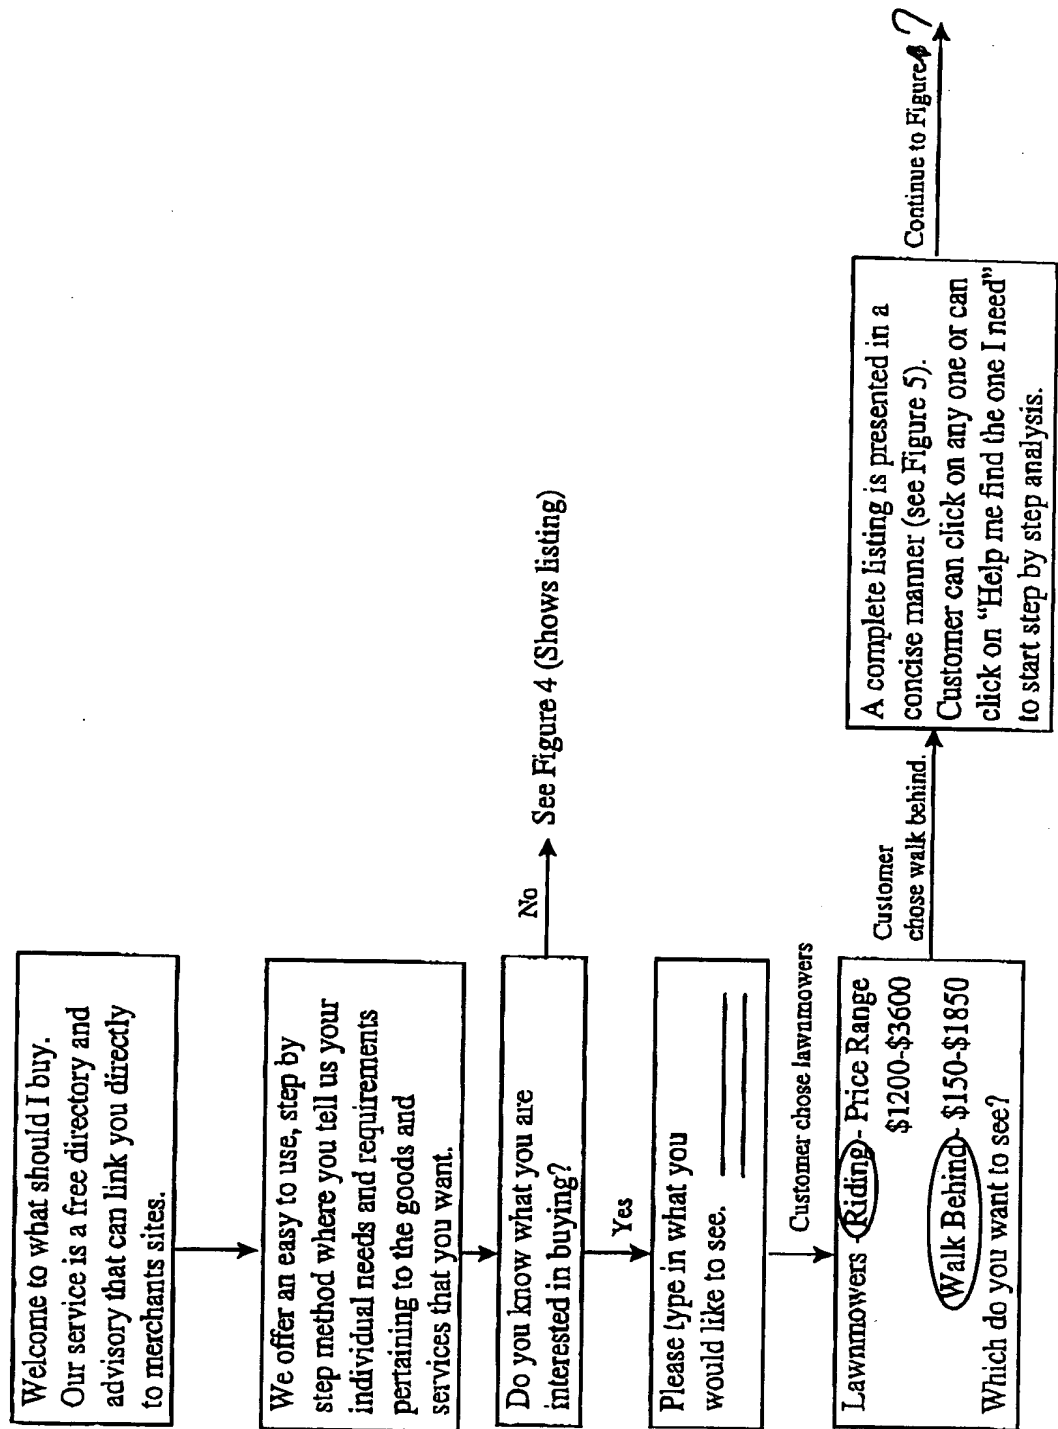 Welcome to what should I buy.
Our service is a free directory and
advisory that can link you directly
to merchants sites.
We offer an easy to use, step by
step method where you tell us your
individual needs and requirements
pertaining to the goods and
services that you want.
Do you know what you are
interested in buying?
No
See Figure 4 (Shows listing)
Yes
Please type in what you
would like to see.
Customer chose lawnmowers
Lawnmowers - Riding - Price Range
$1200-$3600
Walk Behind - $150-$1850
Which do you want to see?
Customer
chose walk behind.
A complete listing is presented in a
concise manner (see Figure 5).
Customer can click on any one or can
click on “Help me find the one I need”
to start step by step analysis.
Continue to Figure 7